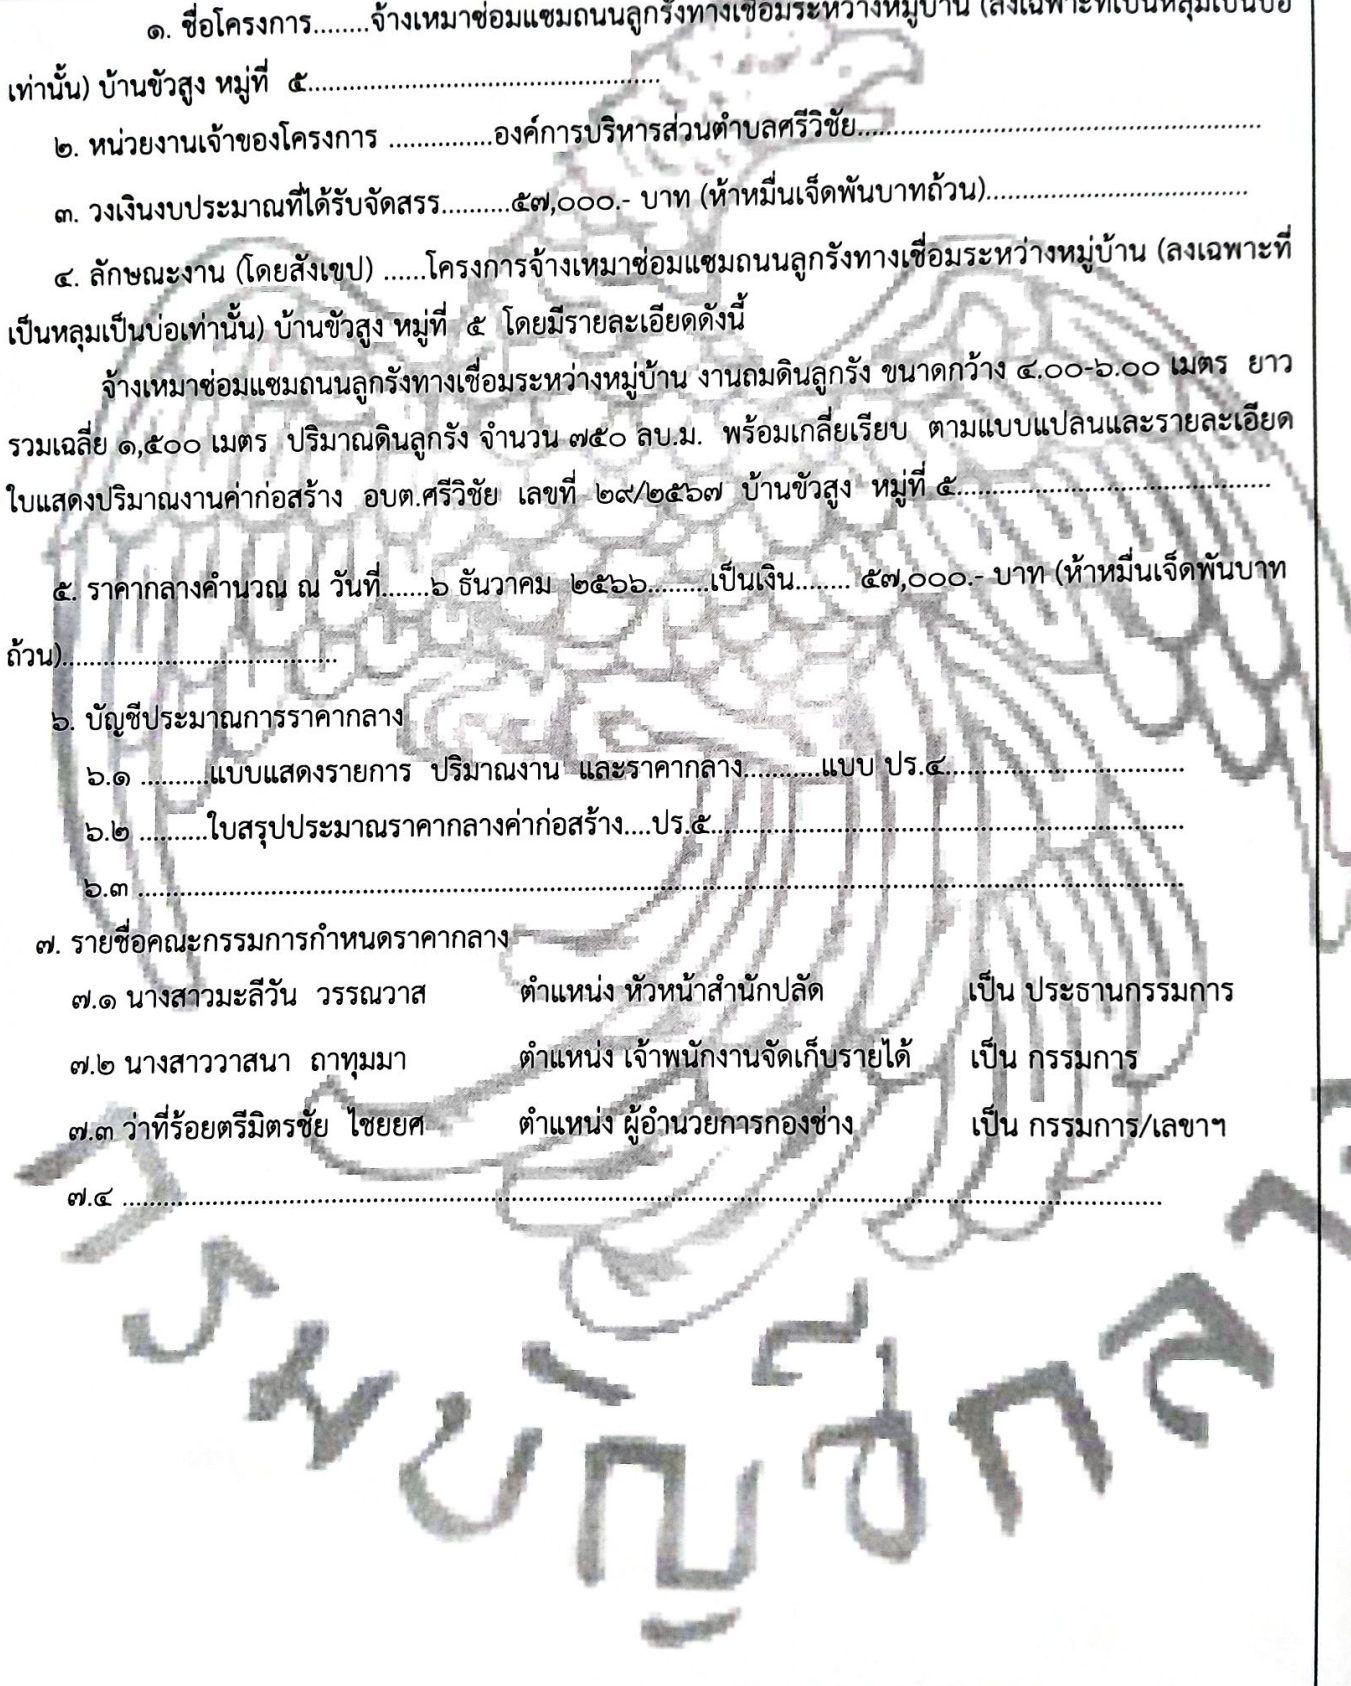 ๑. ชื่อโครงการ........จ้างเหมาซ่อมแซมถนนลูกรังทางเชื่อมระหว่างหมู่บ้าน (ลงเฉพาะที่เป็นหลุมเป็นบ่อ
เท่านั้น) บ้านขัวสูง หมู่ที่ ๕...................................................
๒. หน่วยงานเจ้าของโครงการ ...............องค์การบริหารส่วนตำบลศรีวิชัย..........................................................
๓. วงเงินงบประมาณที่ได้รับจัดสรร..........๕๗,๐๐๐.- บาท (ห้าหมื่นเจ็ดพันบาทถ้วน)......................................
๔. ลักษณะงาน (โดยสังเขป) ......โครงการจ้างเหมาซ่อมแซมถนนลูกรังทางเชื่อมระหว่างหมู่บ้าน (ลงเฉพาะที่
เป็นหลุมเป็นบ่อเท่านั้น) บ้านขัวสูง หมู่ที่ ๕ โดยมีรายละเอียดดังนี้
จ้างเหมาซ่อมแซมถนนลูกรังทางเชื่อมระหว่างหมู่บ้าน งานถมดินลูกรัง ขนาดกว้าง ๔.๐๐-๖.๐๐ เมตร ยาว
รวมเฉลี่ย ๑,๕๐๐ เมตร ปริมาณดินลูกรัง จำนวน ๗๕๐ ลบ.ม. พร้อมเกลี่ยเรียบ ตามแบบแปลนและรายละเอียด
ใบแสดงปริมาณงานค่าก่อสร้าง อบต.ศรีวิชัย เลขที่ ๒๙/๒๕๖๗ บ้านขัวสูง หมู่ที่ ๕..............................................
๕. ราคากลางคำนวณ ณ วันที่.......๖ ธันวาคม ๒๕๖๖.........เป็นเงิน........ ๕๗,๐๐๐.- บาท (ห้าหมื่นเจ็ดพันบาท
ถ้วน)........................................
๖. บัญชีประมาณการราคากลาง
๖.๑ ..........แบบแสดงรายการ ปริมาณงาน และราคากลาง...........แบบ ปร.๔...................................
๖.๒ ..........ใบสรุปประมาณราคากลางค่าก่อสร้าง....ปร.๕....................................................................
๖.๓ ......................................................................................................................................................
๗. รายชื่อคณะกรรมการกำหนดราคากลาง
๗.๑ นางสาวมะลีวัน วรรณวาส ตำแหน่ง หัวหน้าสำนักปลัด เป็น ประธานกรรมการ
๗.๒ นางสาววาสนา ถาทุมมา ตำแหน่ง เจ้าพนักงานจัดเก็บรายได้ เป็น กรรมการ
๗.๓ ว่าที่ร้อยตรีมิตรชัย ไชยยศ ตำแหน่ง ผู้อำนวยการกองช่าง เป็น กรรมการ/เลขาฯ
๗.๔ ......................................................................................................................................................
กรมบัญชีกลาง